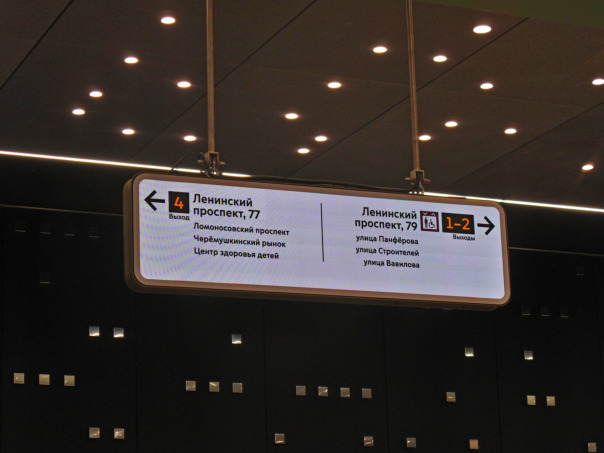 ← 4 Выход
Ленинский
проспект, 77
Ломоносовский проспект
Черёмушкинский рынок
Центр здоровья детей
Ленинский
проспект, 79
1–2 Выходы →
улица Панфёрова
улица Строителей
улица Вавилова